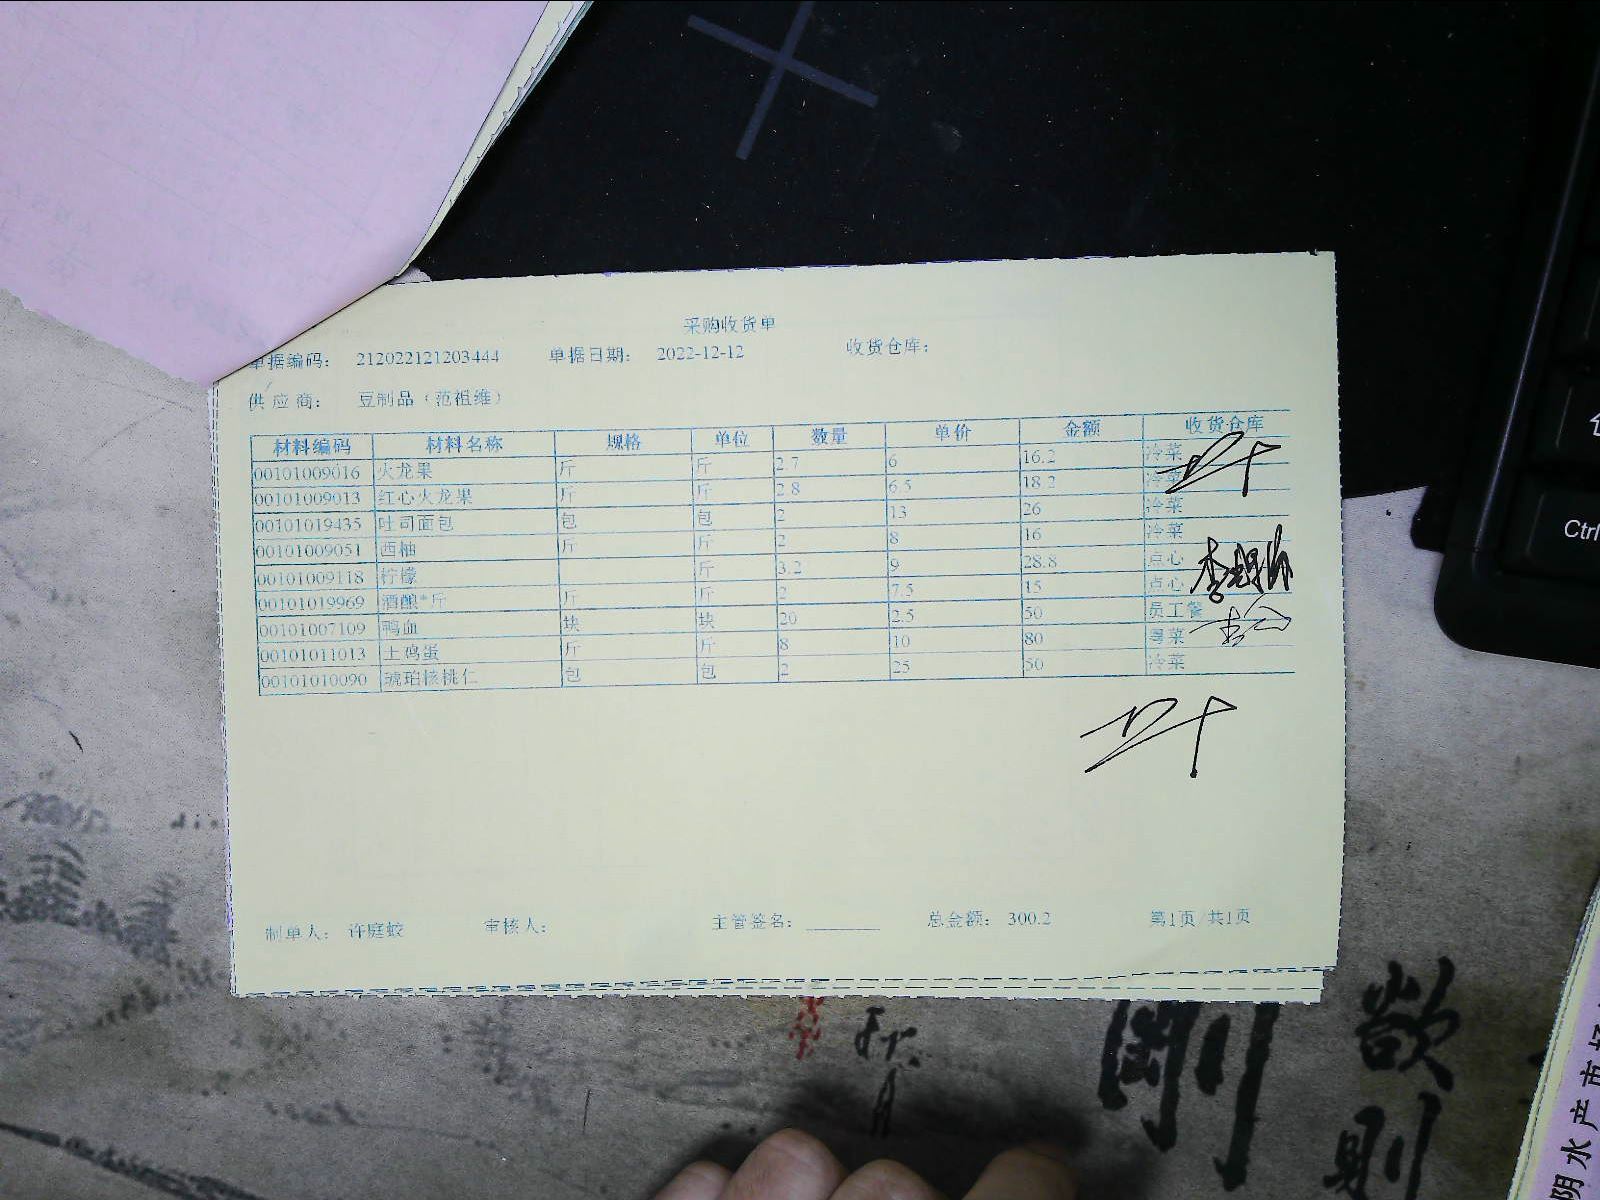 采购收货单
单据编码： 212022121203444 单据日期： 2022-12-12 收货仓库：
供应商： 豆制品（范祖维）
材料编码 材料名称 规格 单位 数量 单价 金额 收货仓库
00101009016 火龙果 斤 斤 2.7 6 16.2 冷菜
00101009013 红心火龙果 斤 斤 2.8 6.5 18.2 冷菜
00101019435 吐司面包 包 包 2 13 26 冷菜
00101009051 西柚 斤 斤 2 8 16 冷菜
00101009118 柠檬 斤 3.2 9 28.8 点心
00101019969 酒酿*斤 斤 斤 2 7.5 15 点心
00101007109 鸭血 块 块 20 2.5 50 员工餐
00101011013 土鸡蛋 斤 斤 8 10 80 粤菜
00101010090 琥珀核桃仁 包 包 2 25 50 冷菜
制单人： 许庭蛟 审核人： 主管签名： 总金额： 300.2 第1页/共1页
Ctrl
欲
刚
则
阴水产市